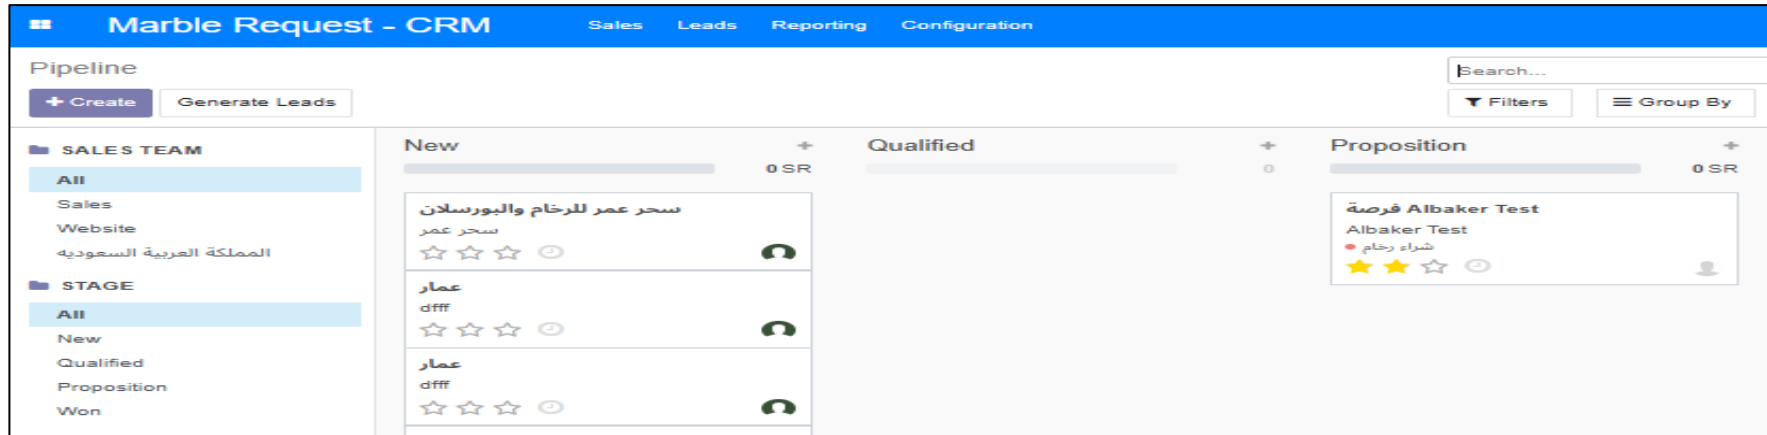 Marble Request - CRM Sales Leads Reporting Configuration
Pipeline
Search...
+ Create Generate Leads
Filters Group By
SALES TEAM
All
Sales
Website
المملكة العربية السعوديه
STAGE
All
New
Qualified
Proposition
Won
New +
0 SR
سحر عمر للرخام والبورسلان
سحر عمر
عمار
dfff
عمار
dfff
Qualified +
0
Proposition +
0 SR
فرصة Albaker Test
Albaker Test
شراء رخام